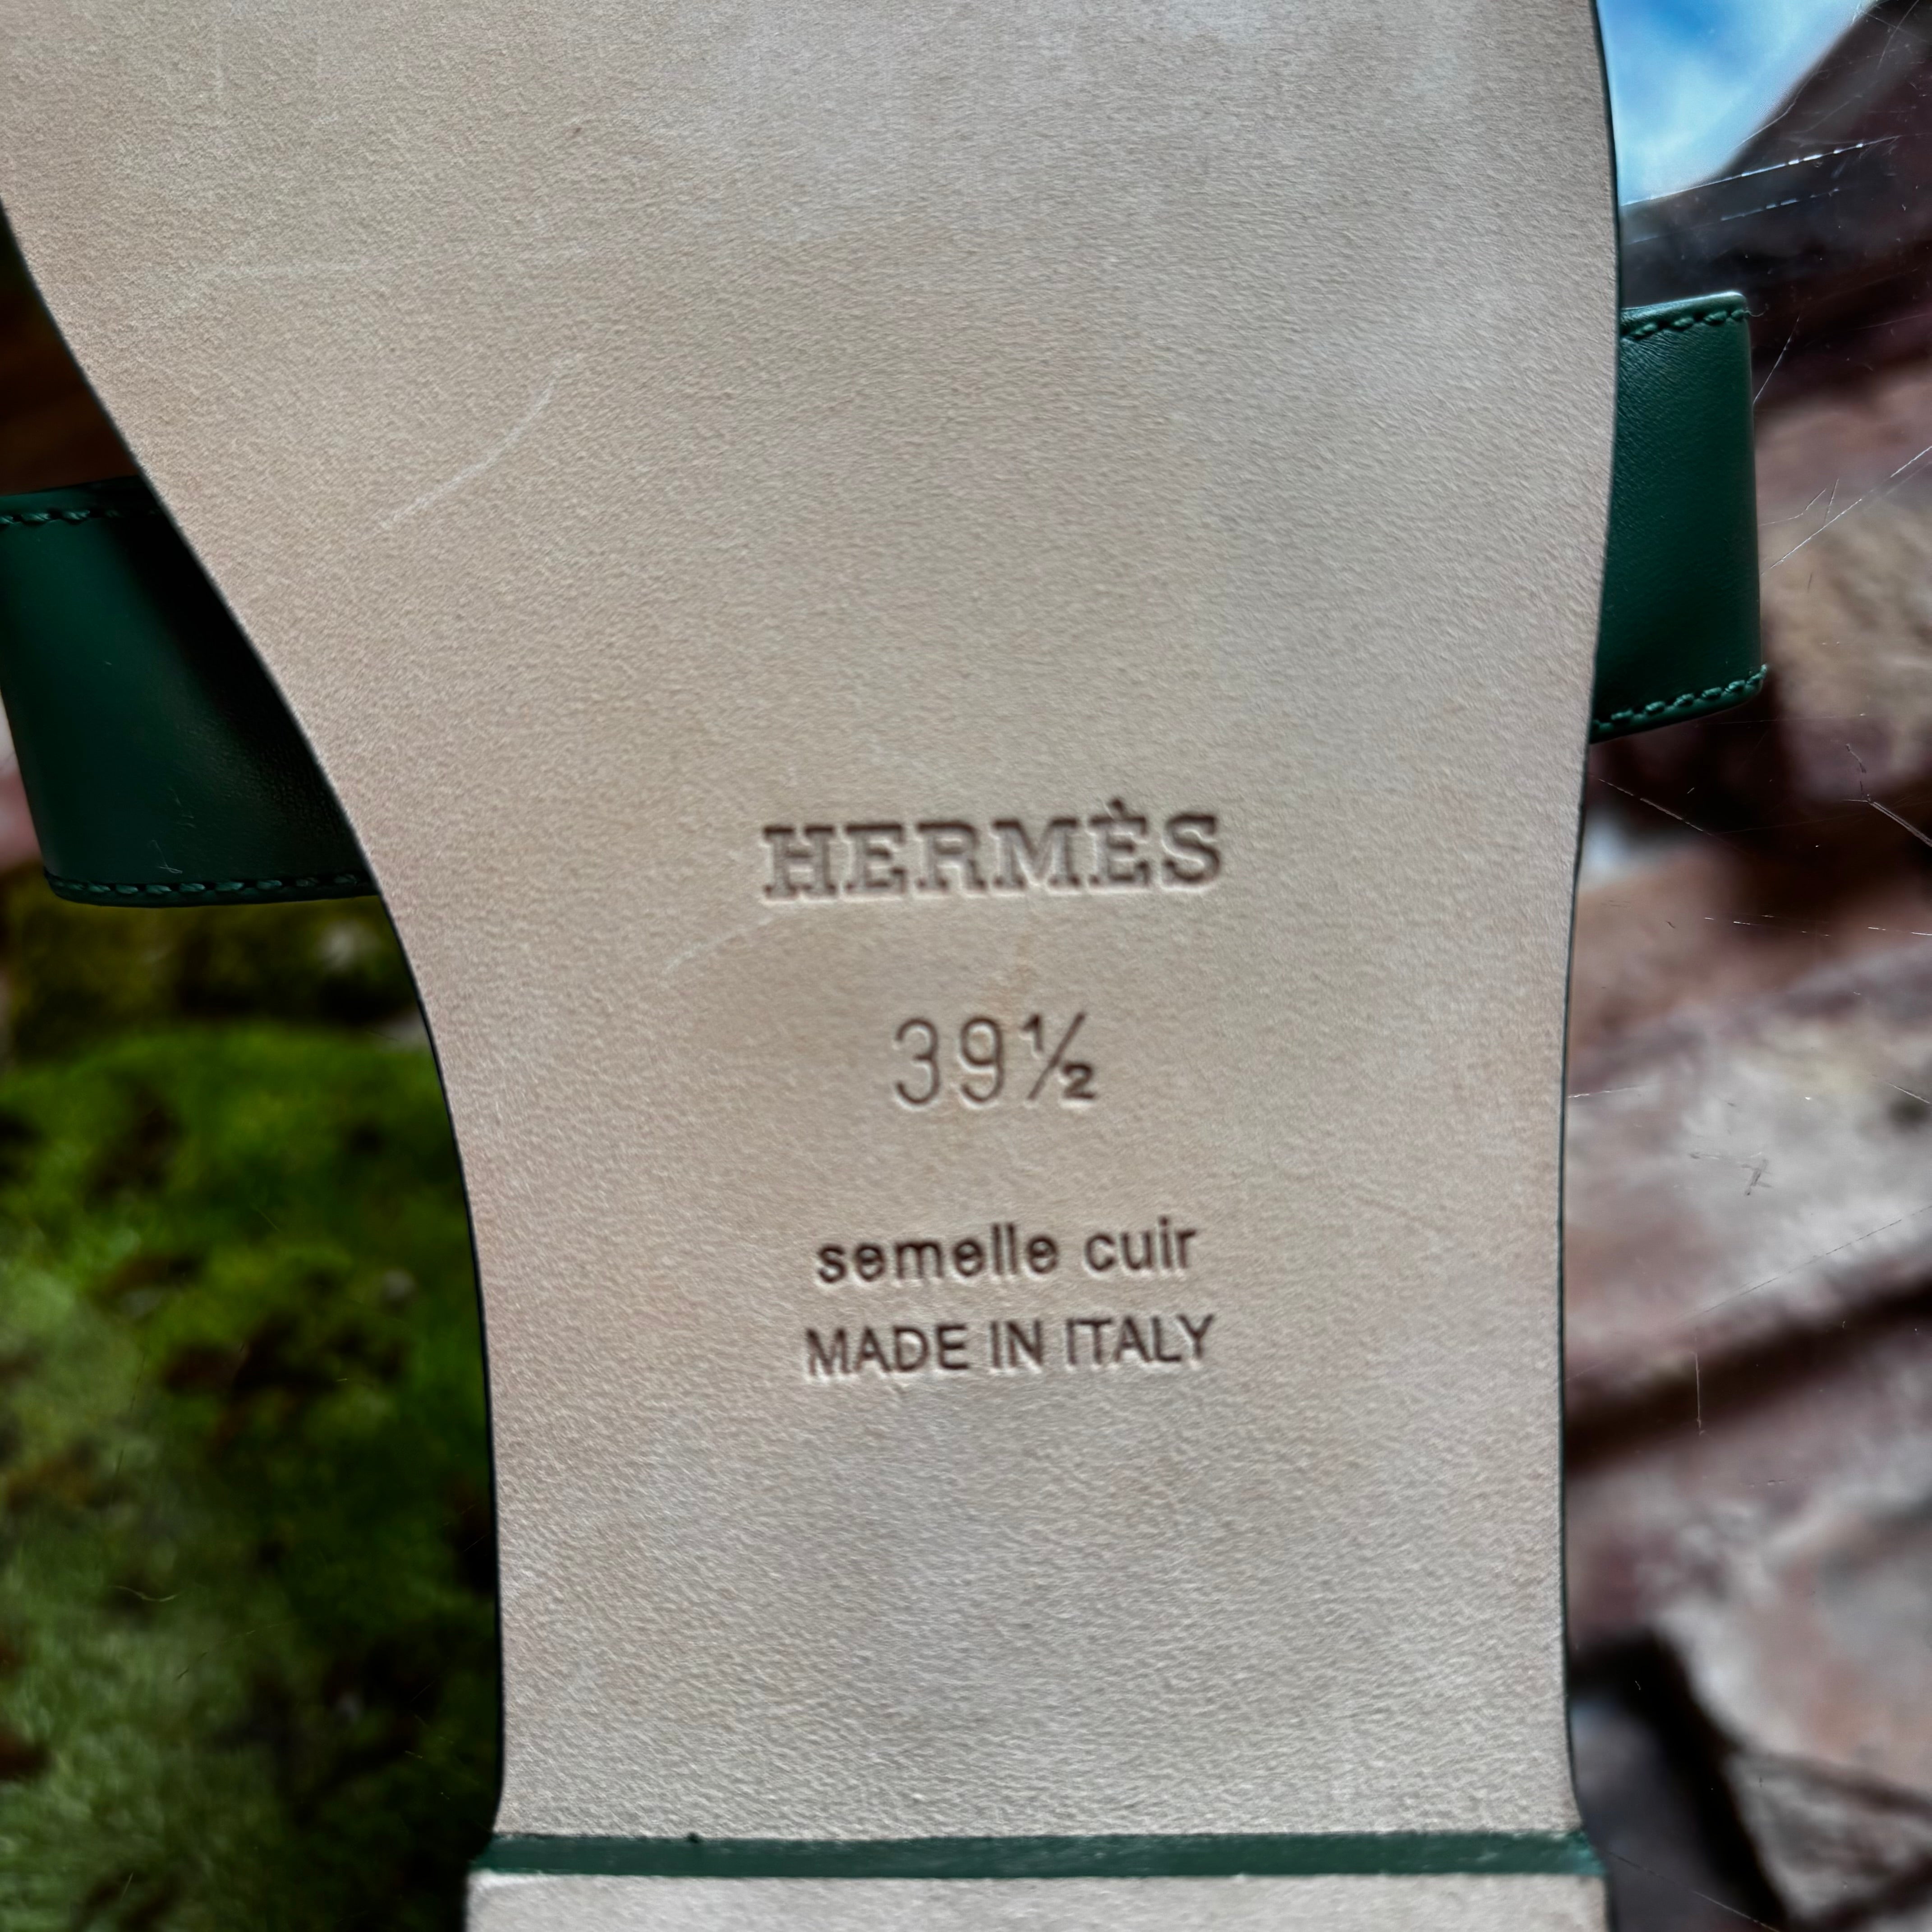 HERMÈS
39½
semelle cuir
MADE IN ITALY